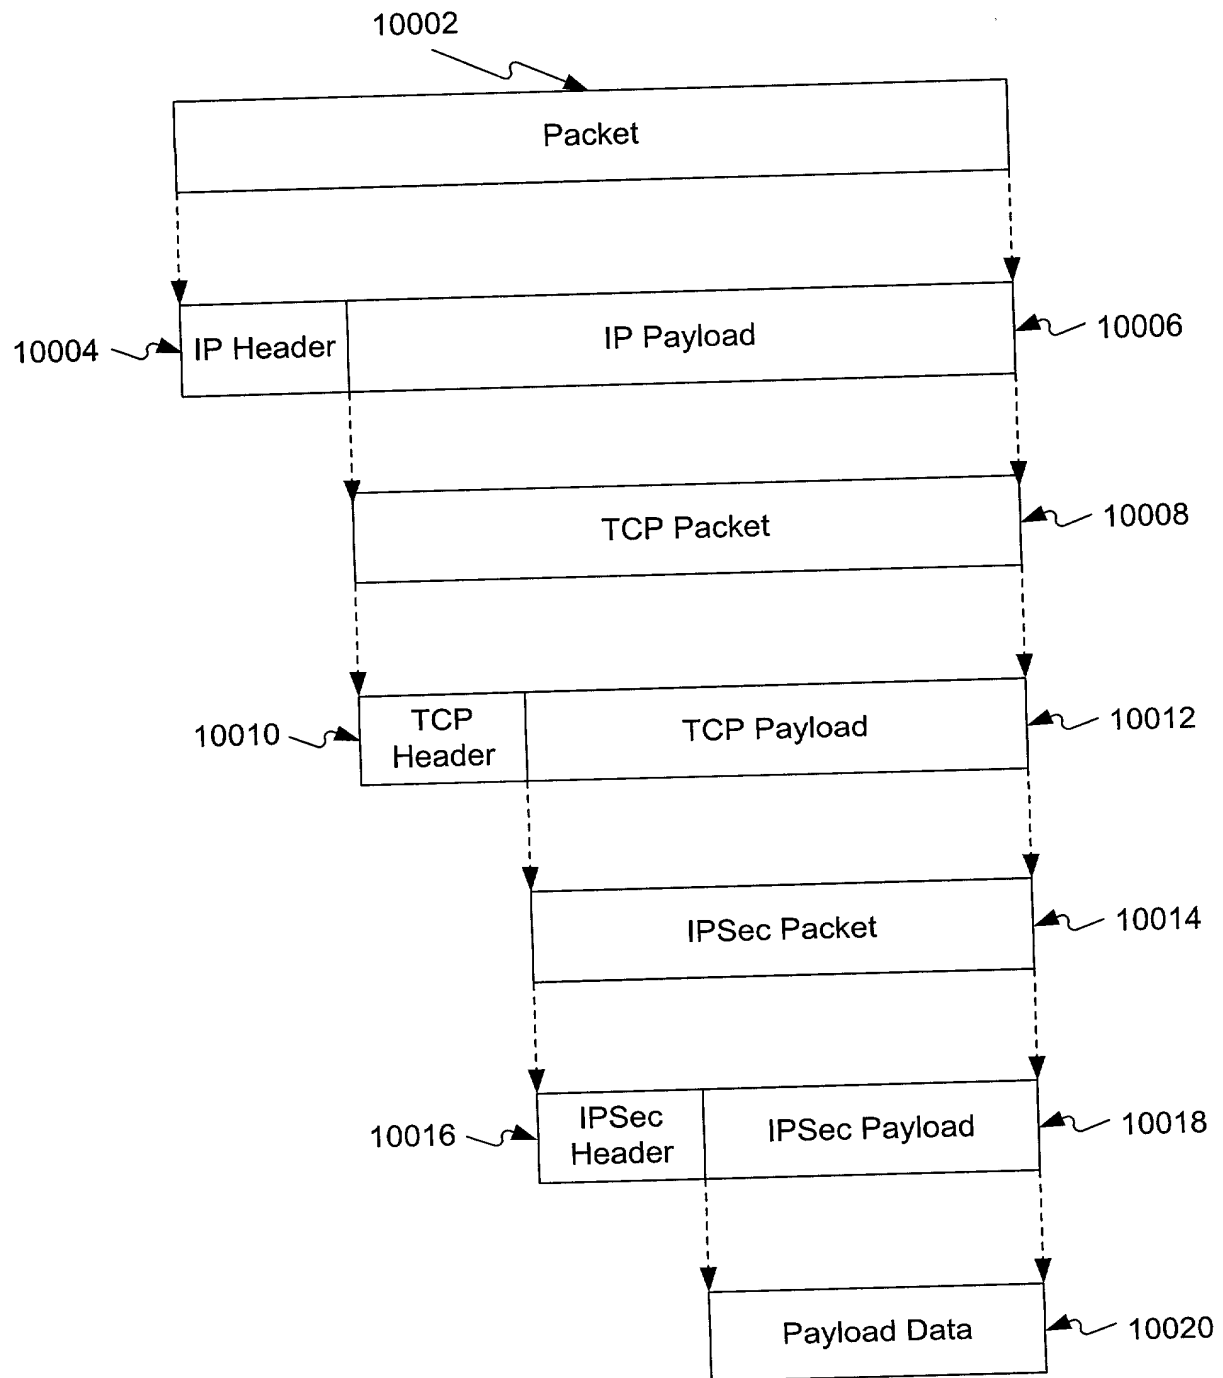 10002
Packet
10004
IP Header
IP Payload
10006
TCP Packet
10008
10010
TCP
Header
TCP Payload
10012
IPSec Packet
10014
10016
IPSec
Header
IPSec Payload
10018
Payload Data
10020